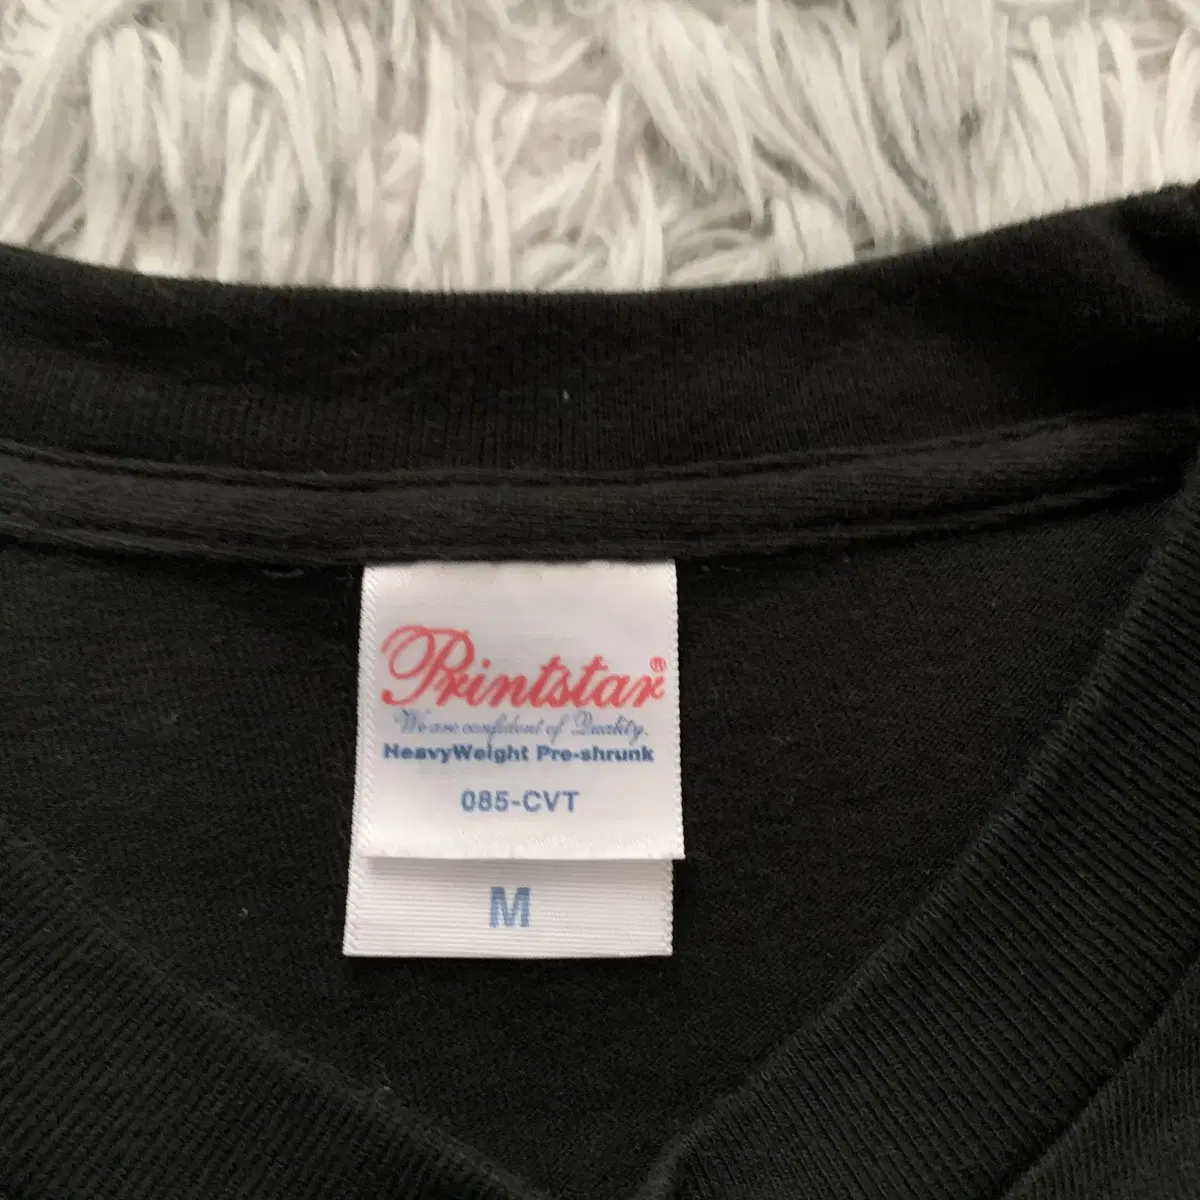 Printstar®
We are confident of Quality.
HeavyWeight Pre-shrunk
085-CVT
M